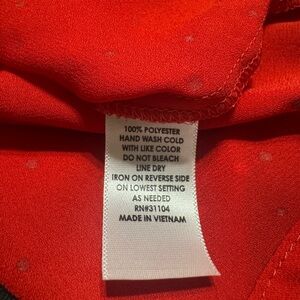 100% POLYESTER
HAND WASH COLD
WITH LIKE COLOR
DO NOT BLEACH
LINE DRY
IRON ON REVERSE SIDE
ON LOWEST SETTING
AS NEEDED
RN#31104
MADE IN VIETNAM